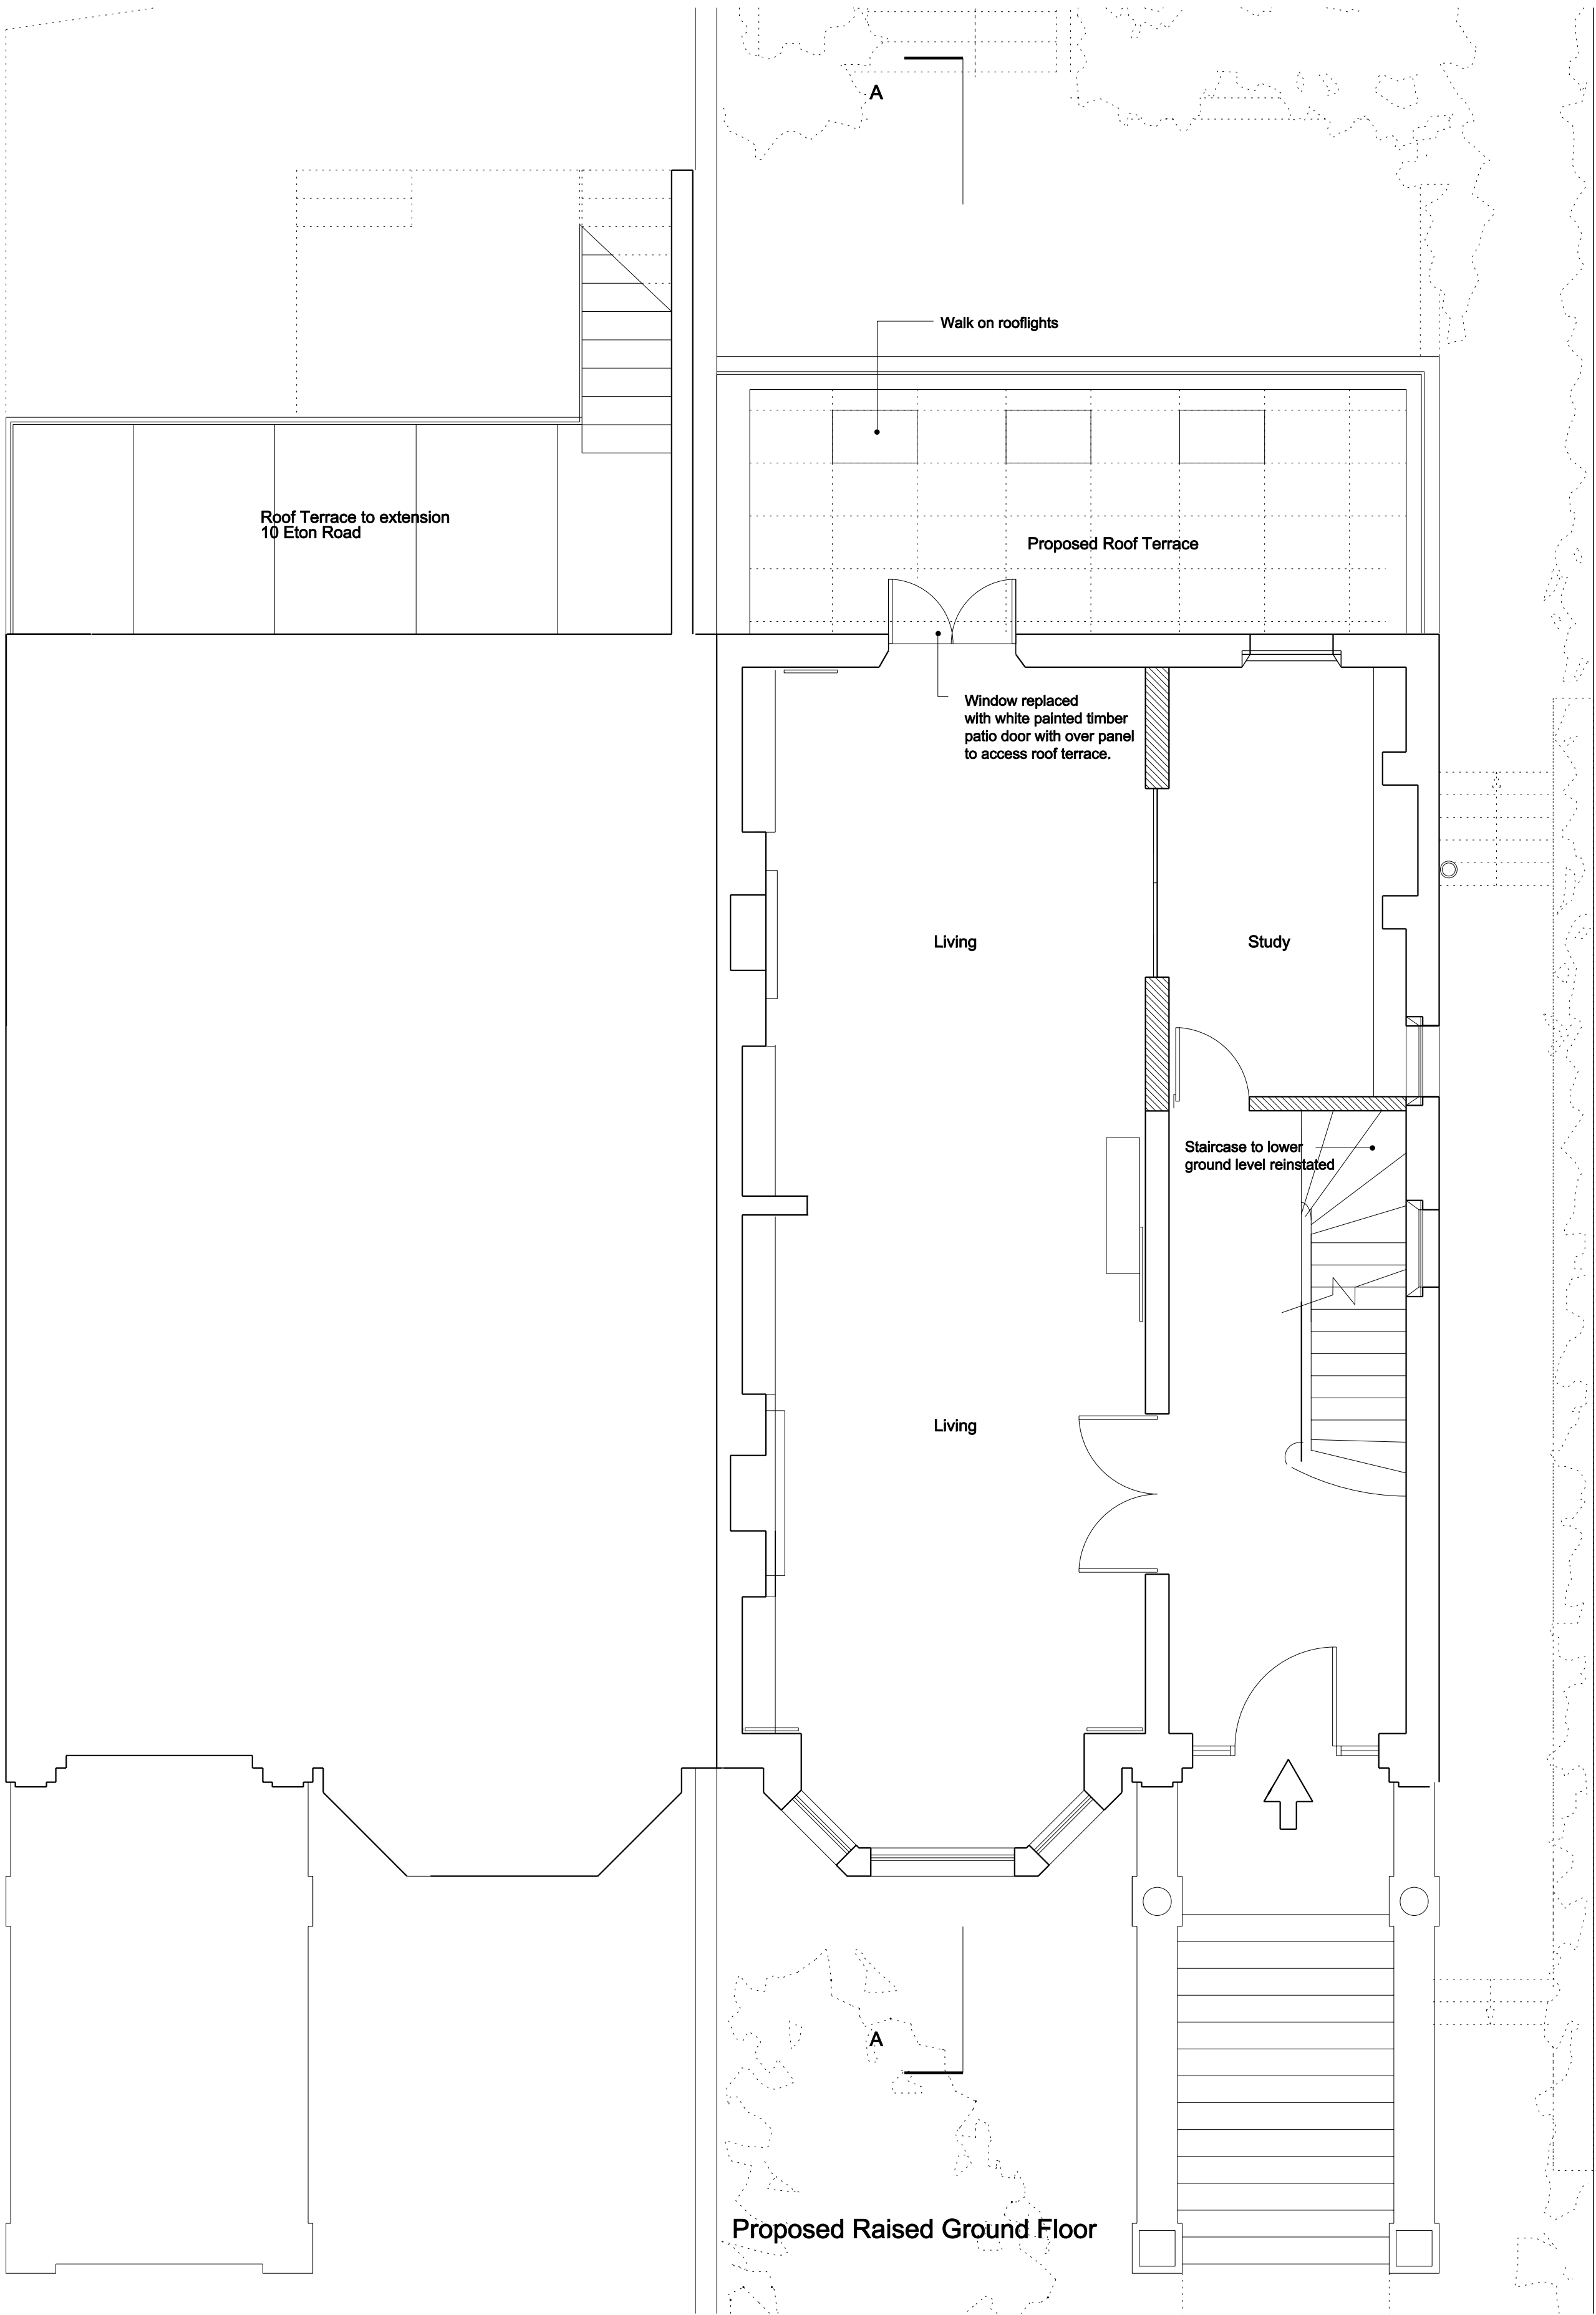 A
Walk on rooflights
Roof Terrace to extension
10 Eton Road
Proposed Roof Terrace
Window replaced
with white painted timber
patio door with over panel
to access roof terrace.
Living
Study
Staircase to lower
ground level reinstated
Living
A
Proposed Raised Ground Floor